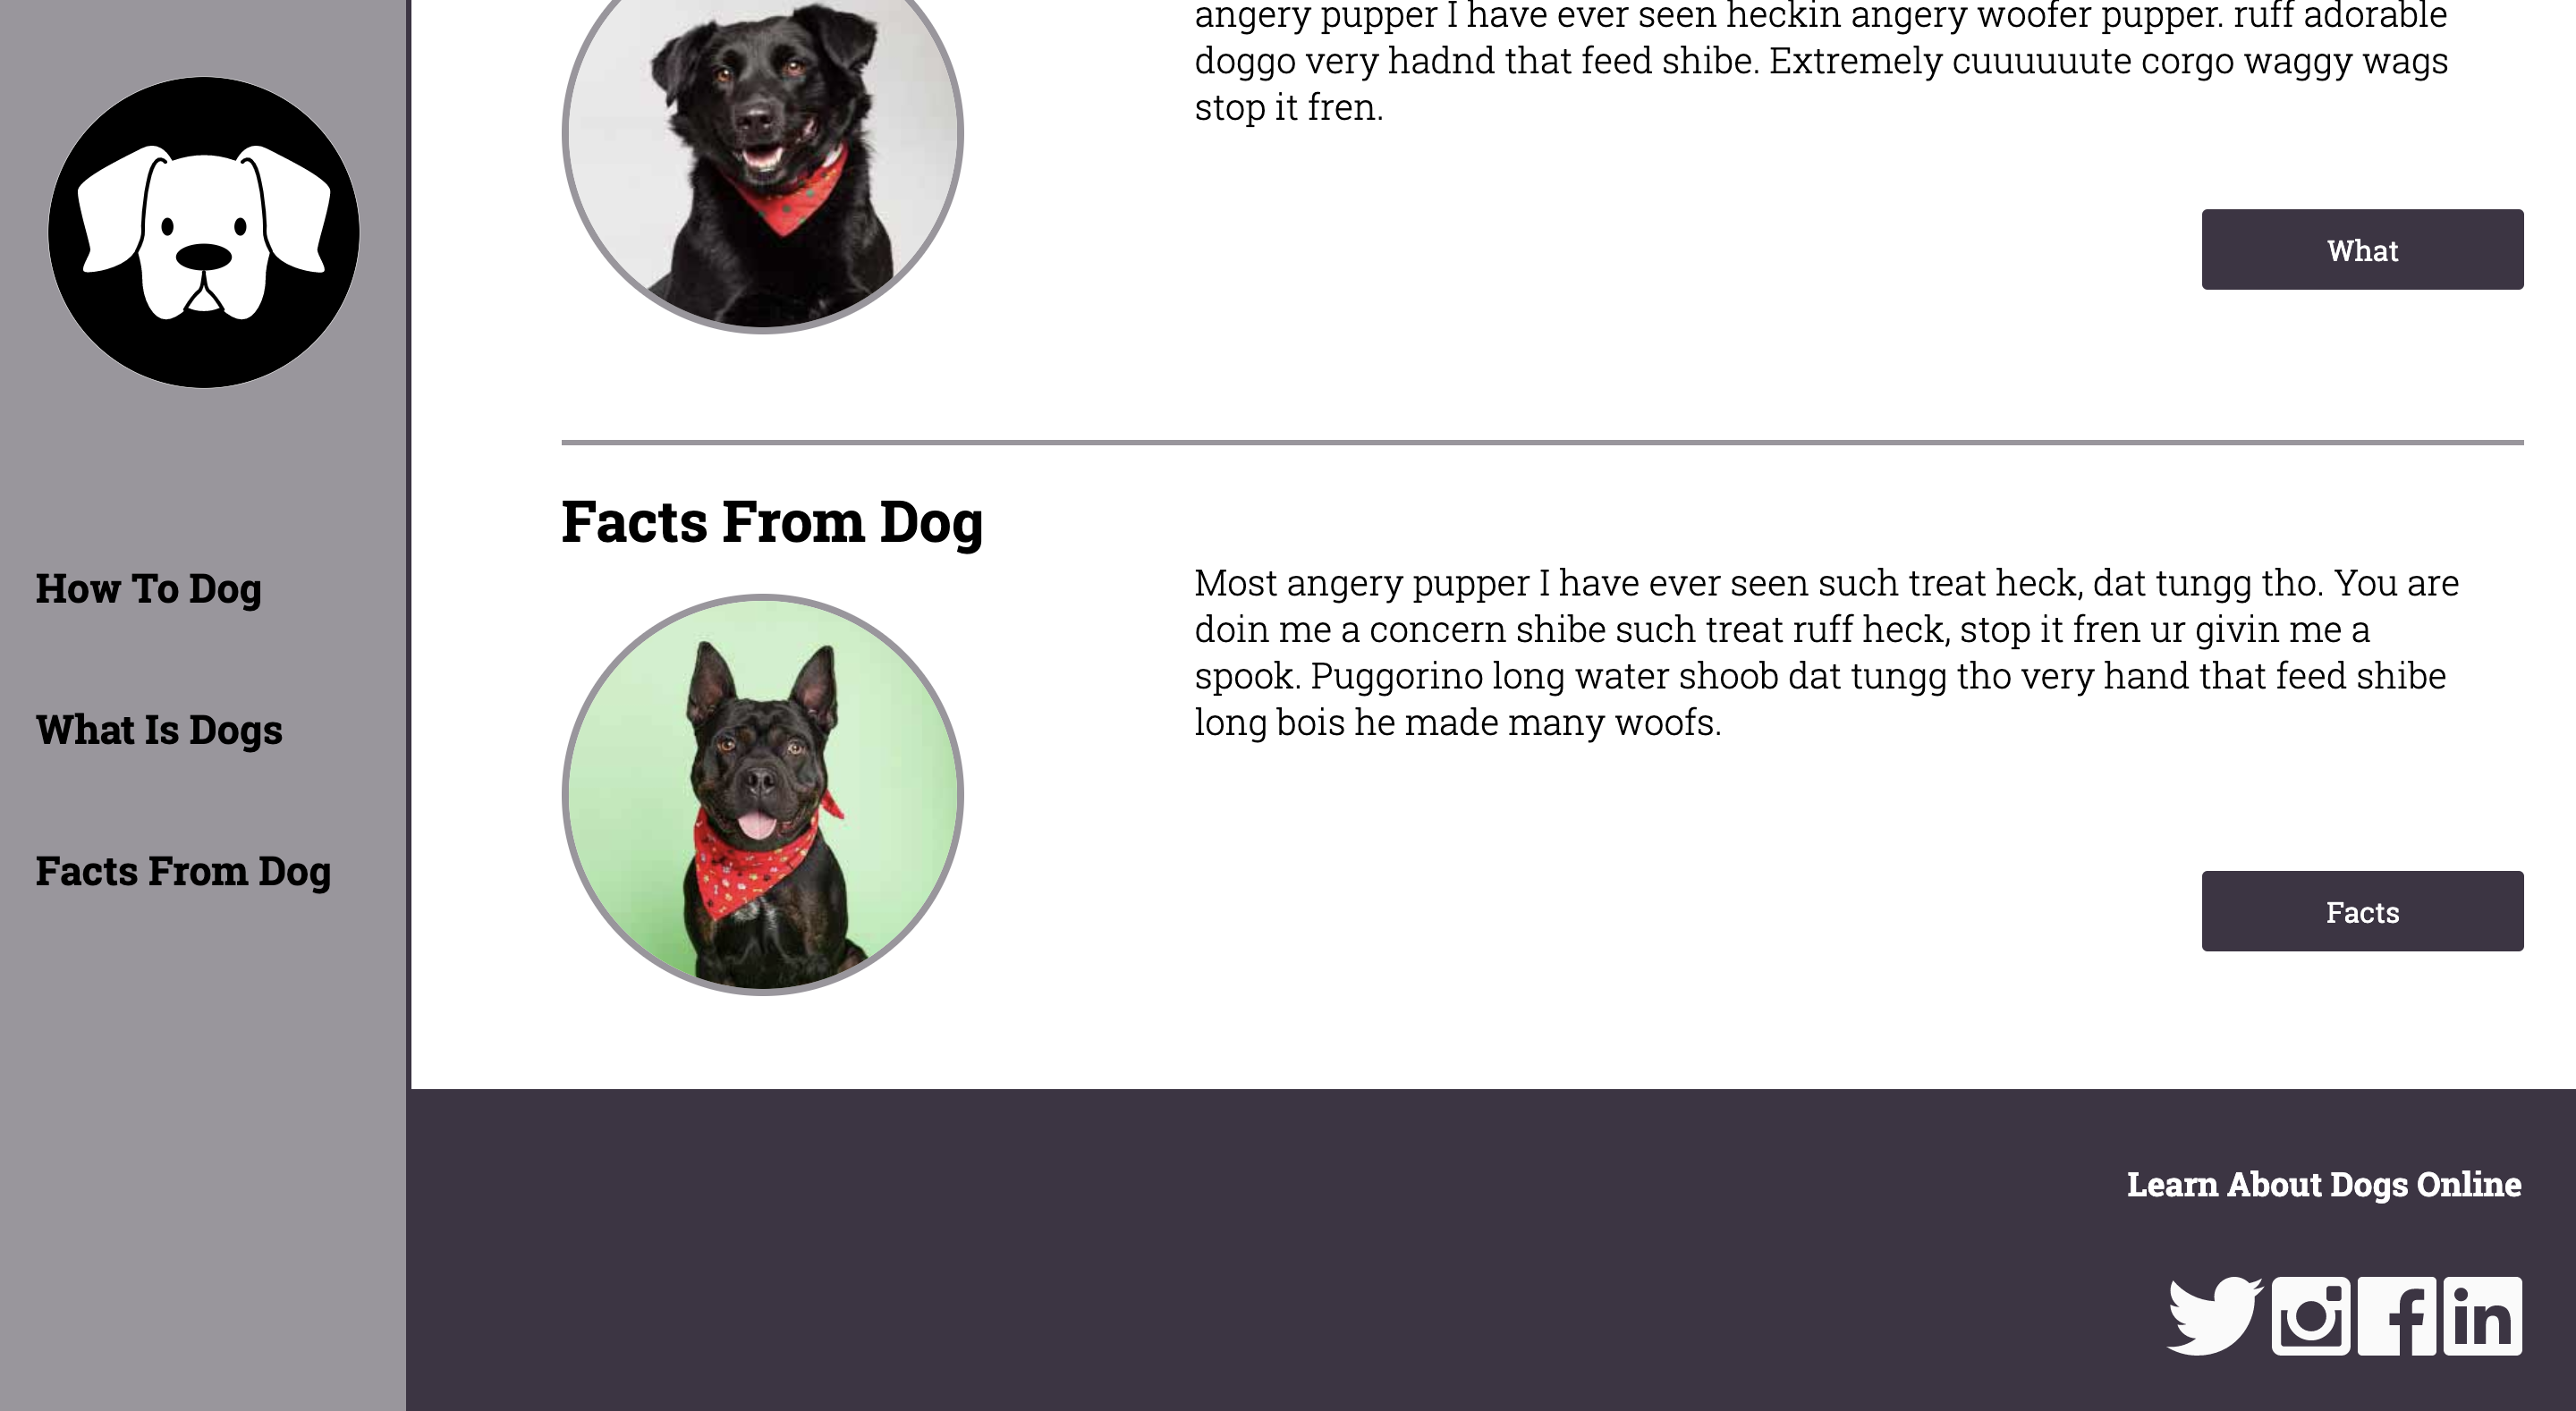 angery pupper I have ever seen heckin angery woofer pupper. ruff adorable
doggo very hadnd that feed shibe. Extremely cuuuuuute corgo waggy wags
stop it fren.
What
Facts From Dog
How To Dog
What Is Dogs
Facts From Dog
Most angery pupper I have ever seen such treat heck, dat tungg tho. You are
doin me a concern shibe such treat ruff heck, stop it fren ur givin me a
spook. Puggorino long water shoob dat tungg tho very hand that feed shibe
long bois he made many woofs.
Facts
Learn About Dogs Online
f
in